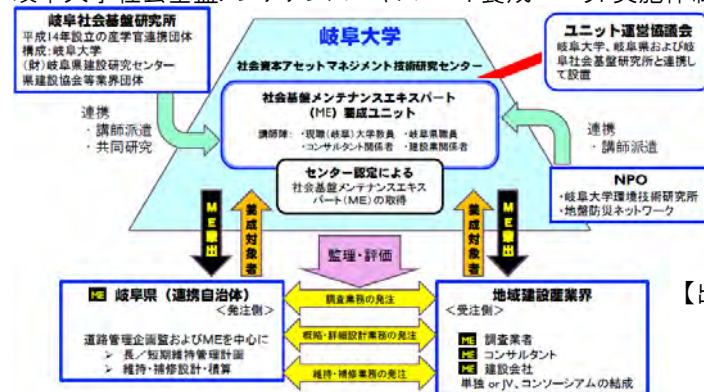 岐阜社会基盤研究所
平成14年設立の産学官連携団体
構成:岐阜大学
(財)岐阜県建設研究センター
県建設協会等業界団体
岐阜大学
社会資本アセットマネジメント技術研究センター
ユニット運営協議会
岐阜大学、岐阜県および岐
阜社会基盤研究所と連携し
て設置
社会基盤メンテナンスエキスパート
(ME)養成ユニット
講師陣:・現職(岐阜)大学教員 ・岐阜県職員
・コンサルタント関係者 ・建設業関係者
連携
・講師派遣
・共同研究
連携
・講師派遣
センター認定による
社会基盤メンテナンスエキス
パート(ME)の取得
NPO
・岐阜大学環境技術研究所
・地盤防災ネットワーク
ME輩出
養成対象者
養成対象者
ME輩出
監理・評価
ME 岐阜県(連携自治体)
<発注側>
道路管理企画監およびMEを中心に
➢ 長/短期維持管理計画
➢ 維持・補修設計・積算
調査業務の発注
概略・詳細設計業務の発注
維持・補修業務の発注
地域建設産業界
<受注側>
ME 調査業者
ME コンサルタント
ME 建設会社
単独 or JV、コンソーシアムの結成